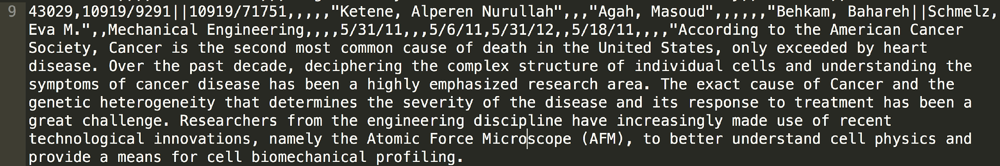 9 43029,10919/9291||10919/71751,,,,,"Ketene, Alperen Nurullah",,,"Agah, Masoud",,,,,,"Behkam, Bahareh||Schmelz,
Eva M.",,Mechanical Engineering,,,,5/31/11,,,5/6/11,5/31/12,,5/18/11,,,,"According to the American Cancer
Society, Cancer is the second most common cause of death in the United States, only exceeded by heart
disease. Over the past decade, deciphering the complex structure of individual cells and understanding the
symptoms of cancer disease has been a highly emphasized research area. The exact cause of Cancer and the
genetic heterogeneity that determines the severity of the disease and its response to treatment has been a
great challenge. Researchers from the engineering discipline have increasingly made use of recent
technological innovations, namely the Atomic Force Microscope (AFM), to better understand cell physics and
provide a means for cell biomechanical profiling.